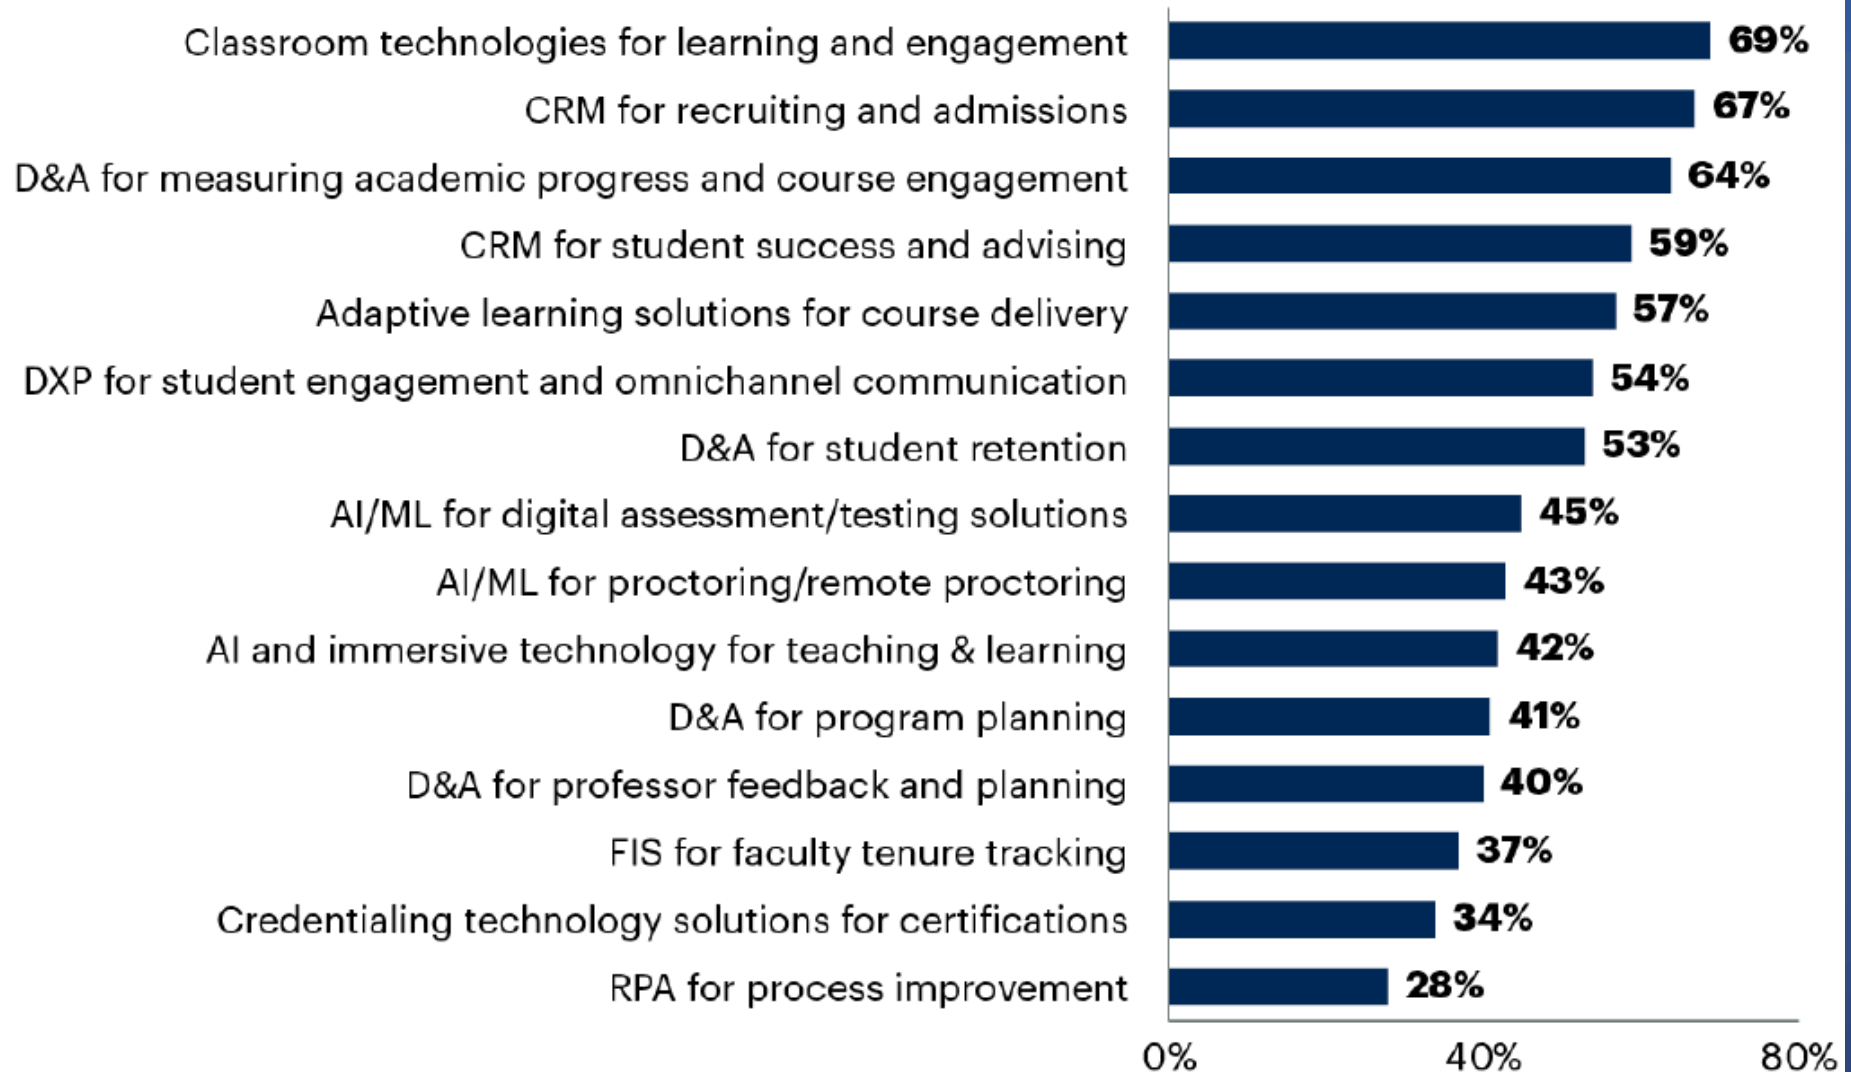 Classroom technologies for learning and engagement 69%
CRM for recruiting and admissions 67%
D&A for measuring academic progress and course engagement 64%
CRM for student success and advising 59%
Adaptive learning solutions for course delivery 57%
DXP for student engagement and omnichannel communication 54%
D&A for student retention 53%
AI/ML for digital assessment/testing solutions 45%
AI/ML for proctoring/remote proctoring 43%
AI and immersive technology for teaching & learning 42%
D&A for program planning 41%
D&A for professor feedback and planning 40%
FIS for faculty tenure tracking 37%
Credentialing technology solutions for certifications 34%
RPA for process improvement 28%
0% 40% 80%